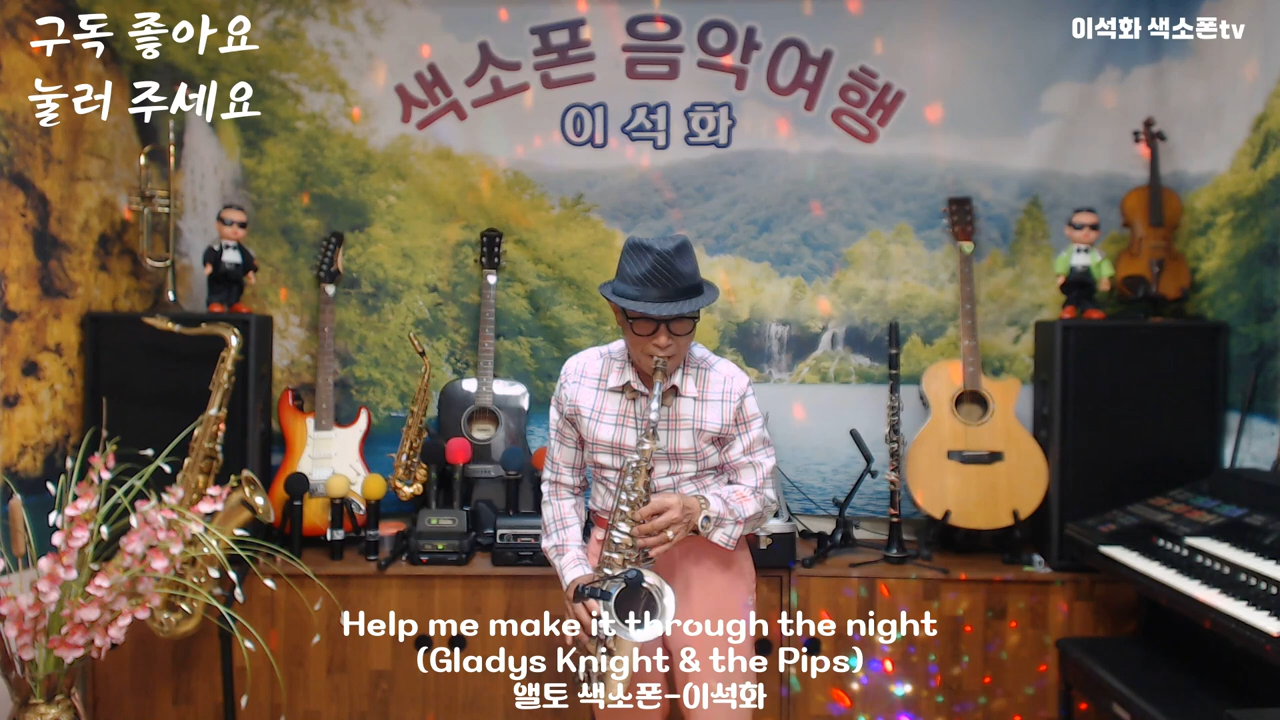 구독 좋아요
눌러 주세요
색소폰 음악여행
이석화
이석화 색소폰tv
Help me make it through the night
(Gladys Knight & the Pips)
앨토 색소폰-이석화